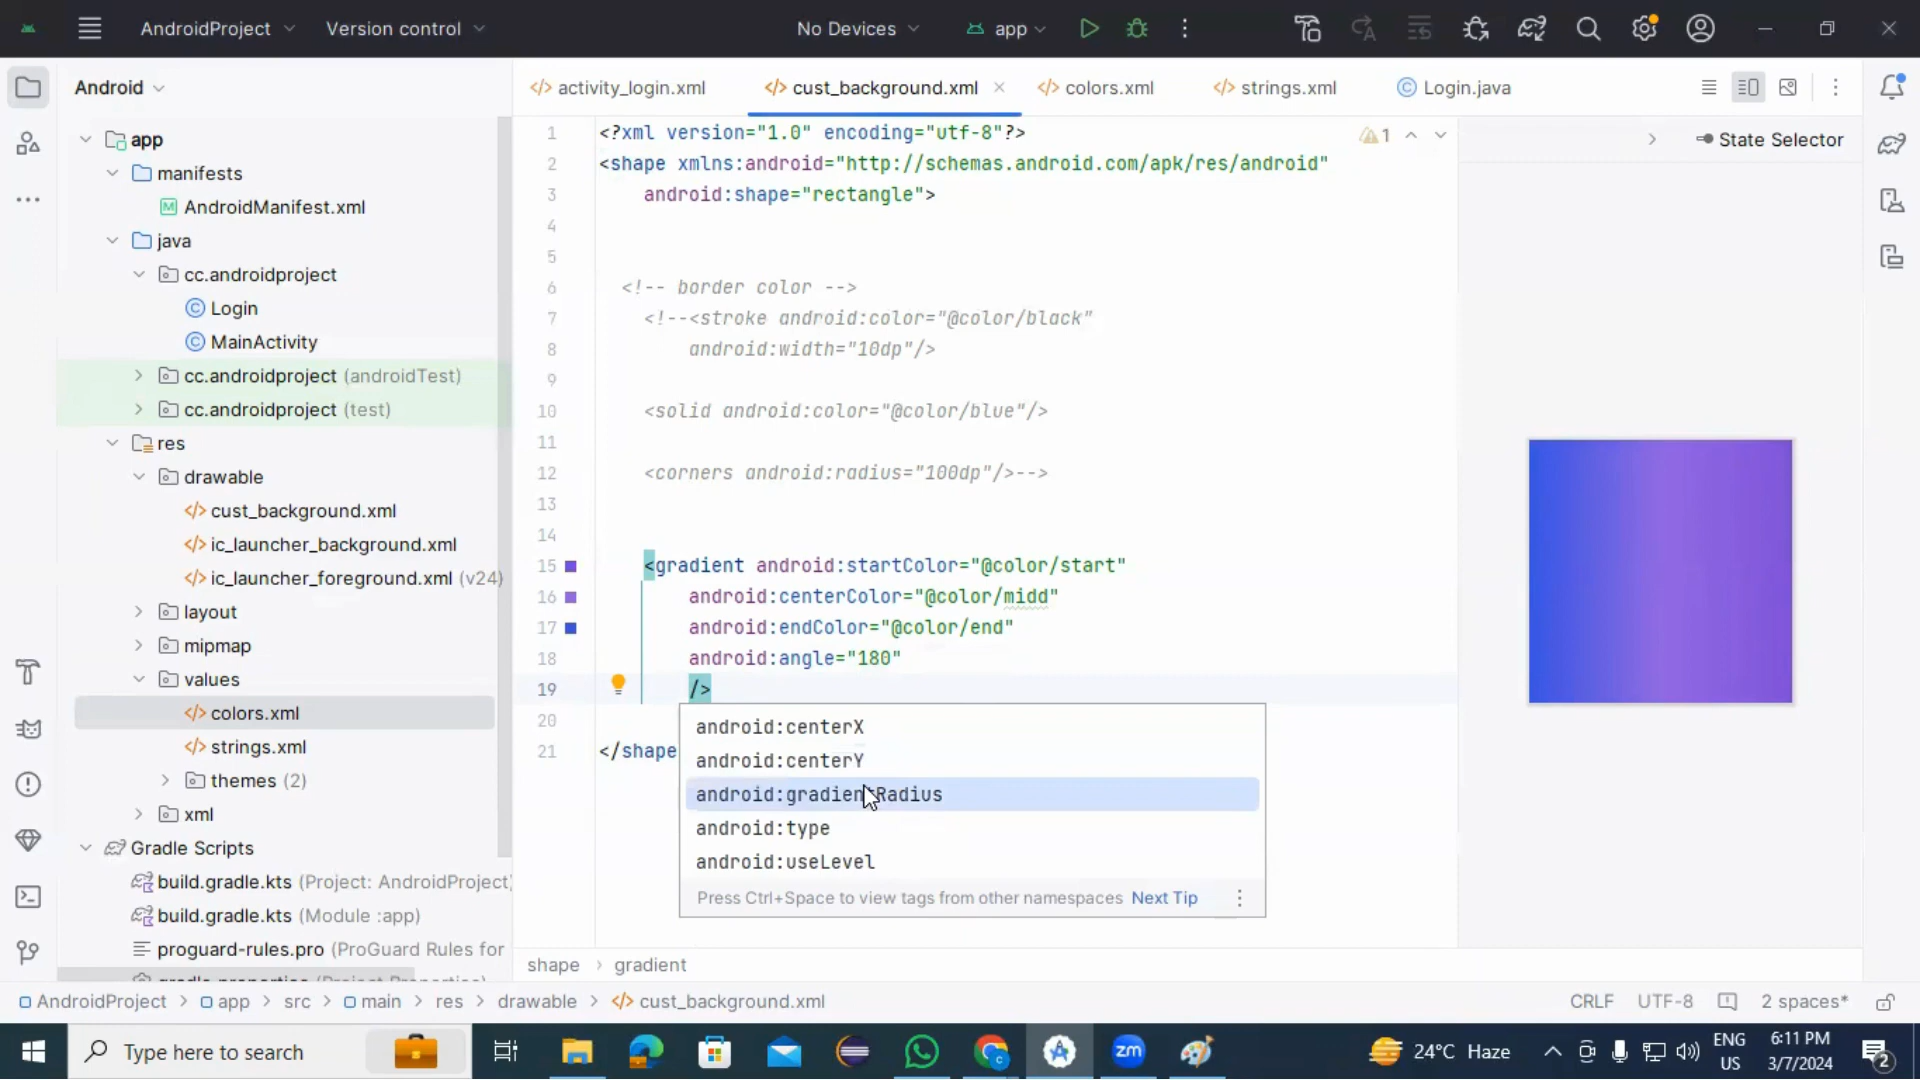 AndroidProject
Version control
No Devices
app
Android
activity_login.xml
cust_background.xml
colors.xml
strings.xml
Login.java
app
manifests
AndroidManifest.xml
java
cc.androidproject
Login
MainActivity
cc.androidproject (androidTest)
cc.androidproject (test)
res
drawable
cust_background.xml
ic_launcher_background.xml
ic_launcher_foreground.xml (v24)
layout
mipmap
values
colors.xml
strings.xml
themes (2)
xml
Gradle Scripts
build.gradle.kts (Project: AndroidProject)
build.gradle.kts (Module :app)
proguard-rules.pro (ProGuard Rules for
gradle.properties (Project Properties)
1 <?xml version="1.0" encoding="utf-8"?>
2 <shape xmlns:android="http://schemas.android.com/apk/res/android"
3 android:shape="rectangle">
4
5
6 <!-- border color -->
7 <!--<stroke android:color="@color/black"
8 android:width="10dp"/>
9
10 <solid android:color="@color/blue"/>
11
12 <corners android:radius="100dp"/>-->
13
14
15 <gradient android:startColor="@color/start"
16 android:centerColor="@color/midd"
17 android:endColor="@color/end"
18 android:angle="180"
19 />
20
21 </shape
1
State Selector
android:centerX
android:centerY
android:gradientRadius
android:type
android:useLevel
Press Ctrl+Space to view tags from other namespaces Next Tip
shape > gradient
AndroidProject > app > src > main > res > drawable > cust_background.xml
CRLF UTF-8 2 spaces*
Type here to search
zm
24°C Haze
ENG
US
6:11 PM
3/7/2024
2